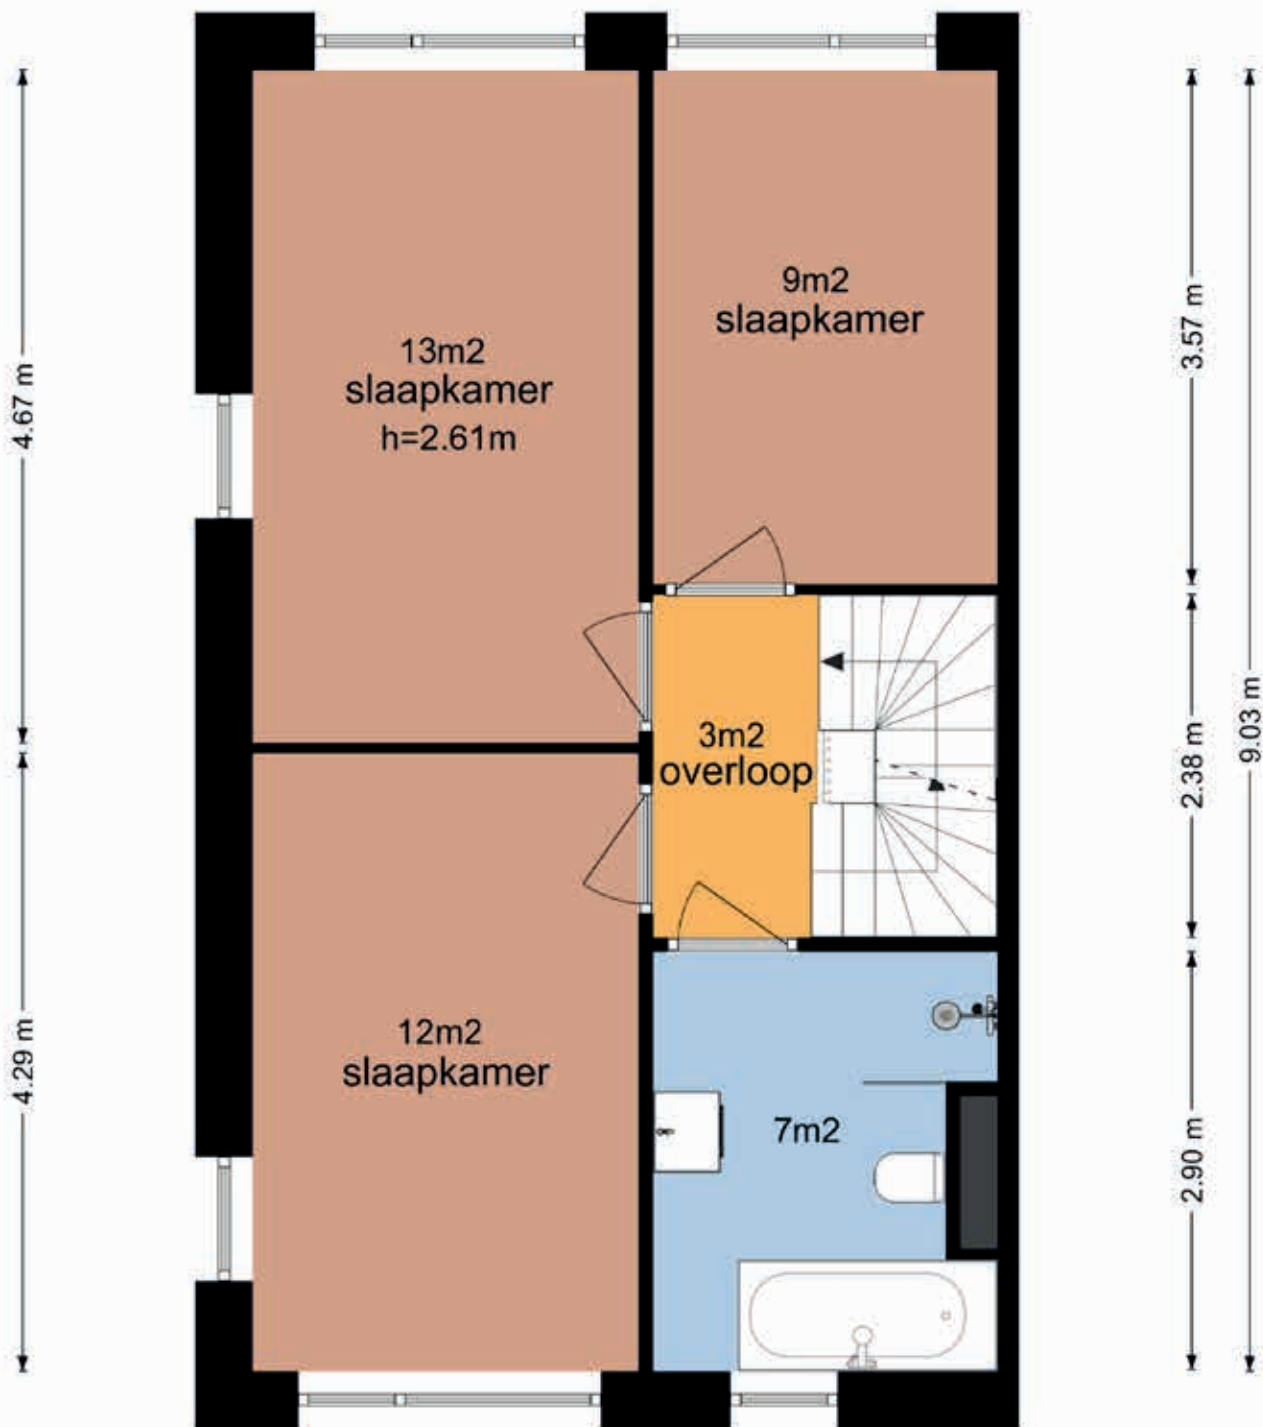 9m2
slaapkamer
13m2
slaapkamer
h=2.61m
3m2
overloop
12m2
slaapkamer
7m2
4.67 m
4.29 m
3.57 m
2.38 m
2.90 m
9.03 m